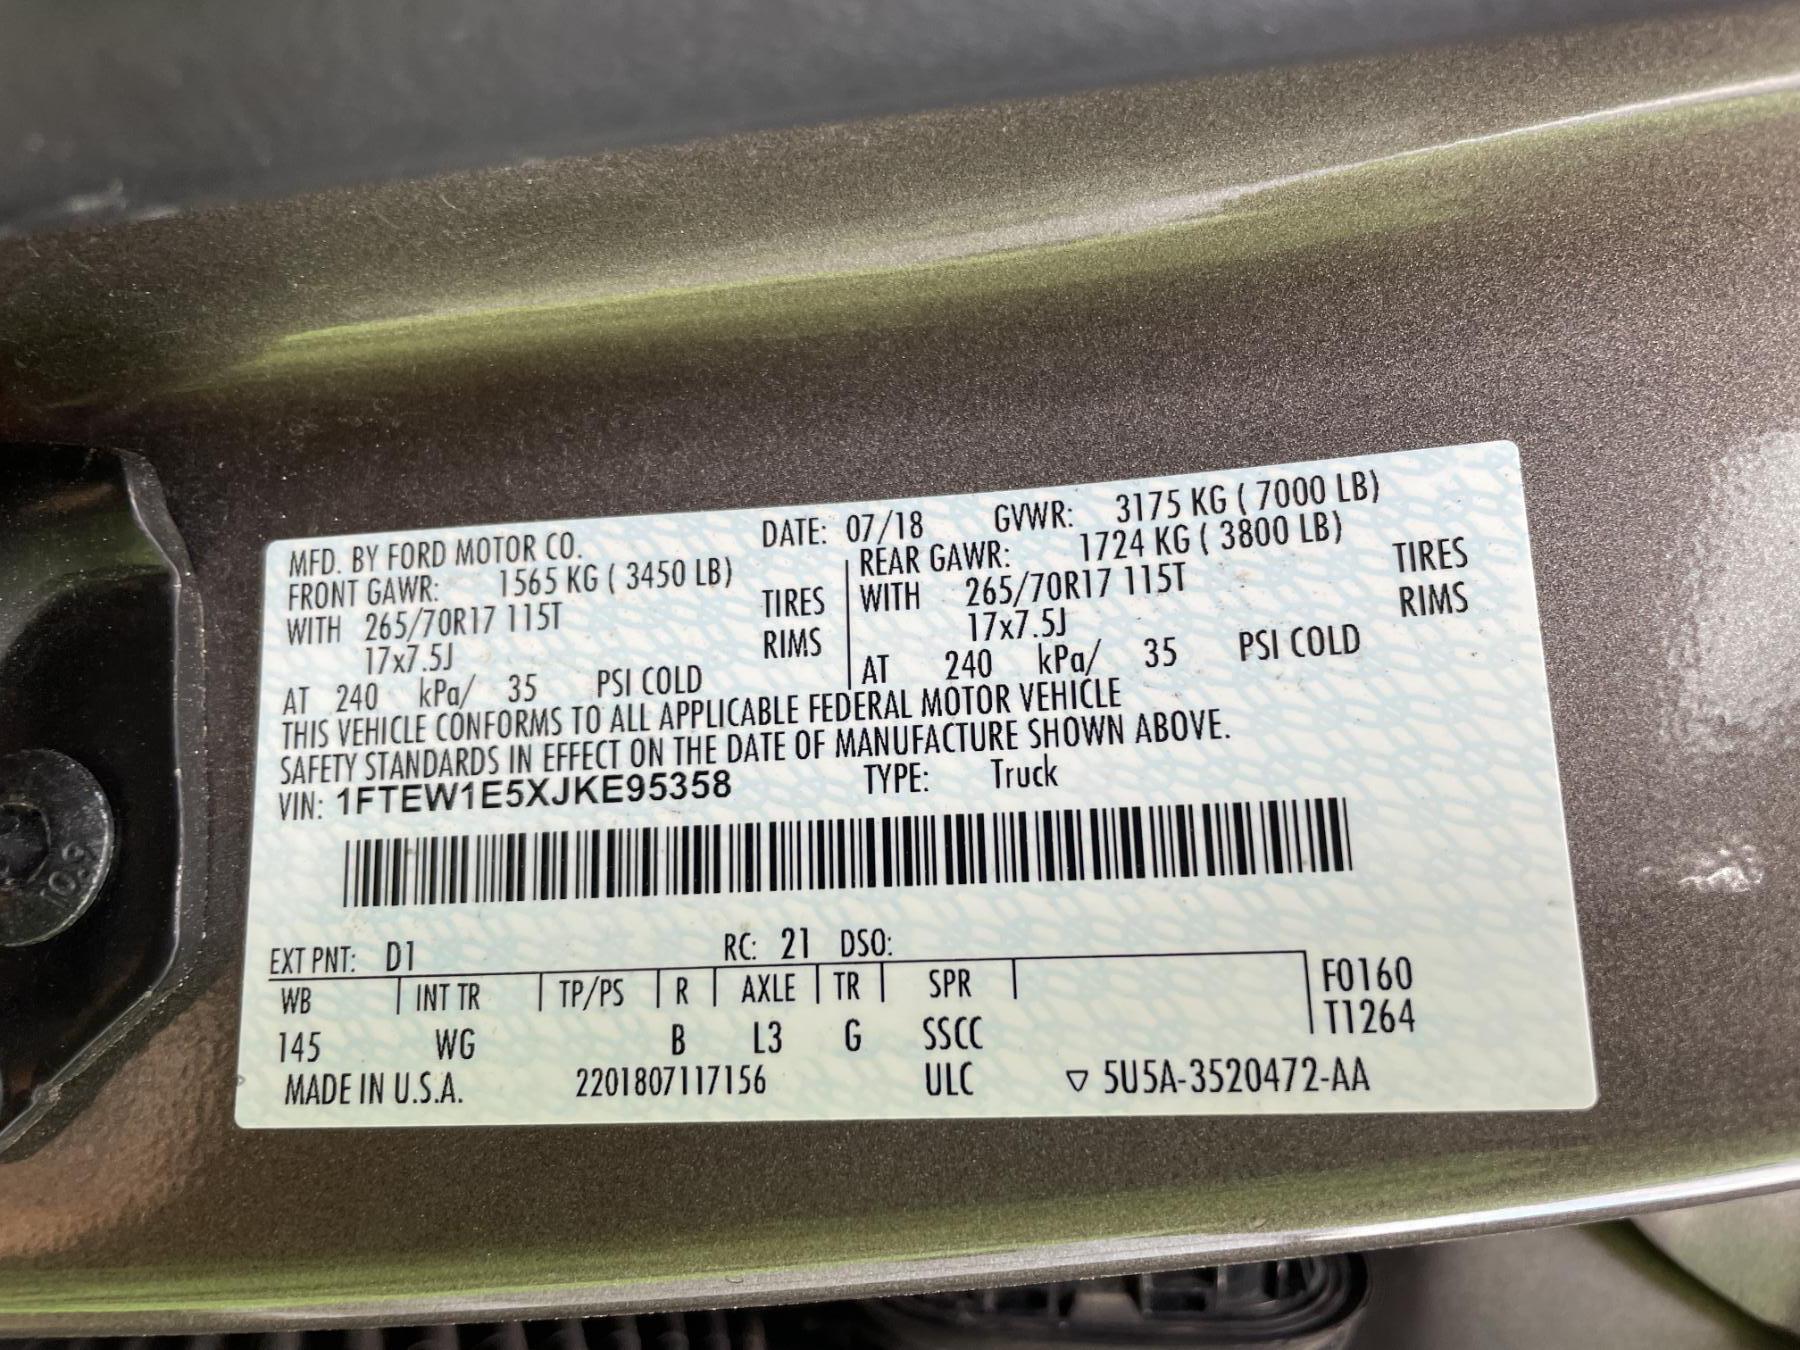 MFD. BY FORD MOTOR CO. DATE: 07/18 GVWR: 3175 KG ( 7000 LB)
FRONT GAWR: 1565 KG ( 3450 LB) REAR GAWR: 1724 KG ( 3800 LB)
WITH 265/70R17 115T TIRES WITH 265/70R17 115T TIRES
17x7.5J RIMS 17x7.5J RIMS
AT 240 kPa/ 35 PSI COLD AT 240 kPa/ 35 PSI COLD
THIS VEHICLE CONFORMS TO ALL APPLICABLE FEDERAL MOTOR VEHICLE
SAFETY STANDARDS IN EFFECT ON THE DATE OF MANUFACTURE SHOWN ABOVE.
VIN: 1FTEW1E5XJKE95358 TYPE: Truck
EXT PNT: D1 RC: 21 DSO:
WB INT TR TP/PS R AXLE TR SPR F0160
T1264
145 WG B L3 G SSCC
MADE IN U.S.A. 2201807117156 ULC ▽ 5U5A-3520472-AA
10.9